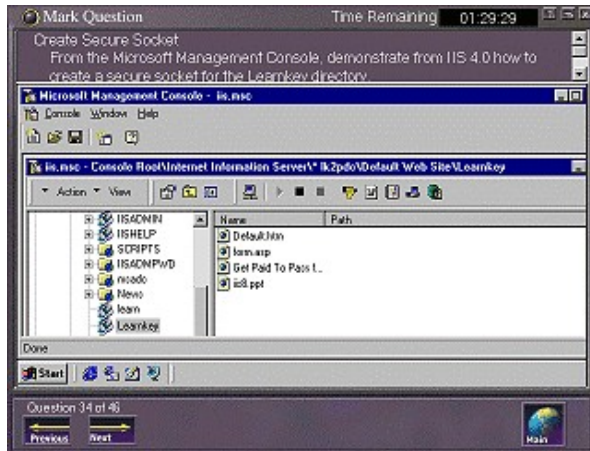 Mark Question
Time Remaining 01:29:29
Create Secure Socket
From the Microsoft Management Console, demonstrate from IIS 4.0 how to
create a secure socket for the Learnkey directory.
Microsoft Management Console - iis.msc
Console Window Help
iis.msc - Console Root\Internet Information Server\* lk2pdo\Default Web Site\Learnkey
Action View
Name Path
IISADMIN
IISHELP
SCRIPTS
IISADMPWD
msadc
News
learn
Learnkey
Default.htm
form.asp
Get Paid To Pass t...
iis8.ppt
Done
Start
Question 34 of 46
Previous Next
Main